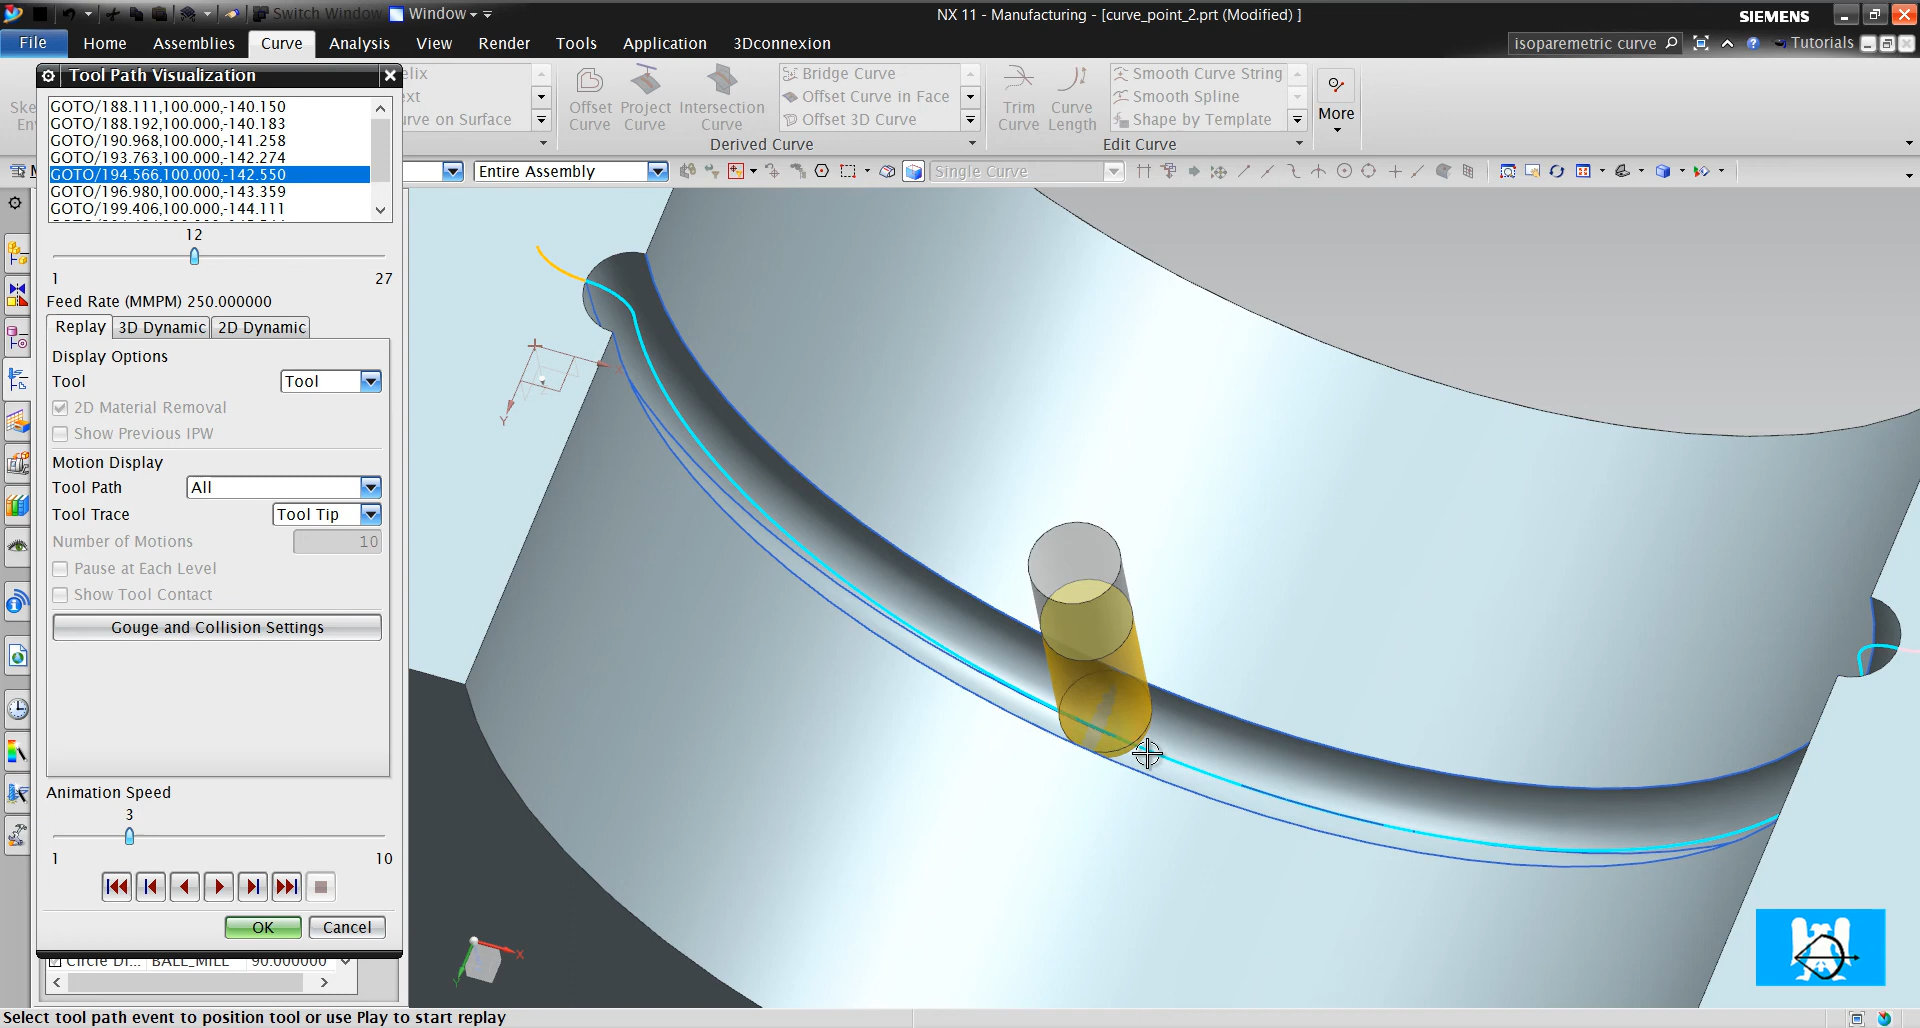 Switch Window Window
NX 11 - Manufacturing - [curve_point_2.prt (Modified) ]
SIEMENS
File Home Assemblies Curve Analysis View Render Tools Application 3Dconnexion
isoparemetric curve
Tutorials
Tool Path Visualization
GOTO/188.111,100.000,-140.150
GOTO/188.192,100.000,-140.183
GOTO/190.968,100.000,-141.258
GOTO/193.763,100.000,-142.274
GOTO/194.566,100.000,-142.550
GOTO/196.980,100.000,-143.359
GOTO/199.406,100.000,-144.111
12
1 27
Feed Rate (MMPM) 250.000000
Replay 3D Dynamic 2D Dynamic
Display Options
Tool Tool
2D Material Removal
Show Previous IPW
Motion Display
Tool Path All
Tool Trace Tool Tip
Number of Motions 10
Pause at Each Level
Show Tool Contact
Gouge and Collision Settings
Animation Speed
3
1 10
OK Cancel
BALL_MILL 90.000000
Offset Curve
Project Curve
Intersection Curve
Bridge Curve
Offset Curve in Face
Offset 3D Curve
Derived Curve
Trim Curve
Curve Length
Smooth Curve String
Smooth Spline
Shape by Template
Edit Curve
More
Entire Assembly
Single Curve
Y
X
Y
Select tool path event to position tool or use Play to start replay